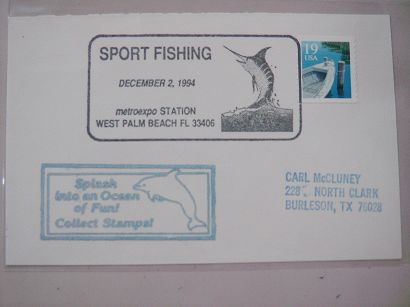 SPORT FISHING
DECEMBER 2, 1994
metroexpo STATION
WEST PALM BEACH FL 33406
19
USA
Splash
into an Ocean
of Fun!
Collect Stamps!
CARL McCLUNEY
NORTH CLARK
BURLESON, TX 76028